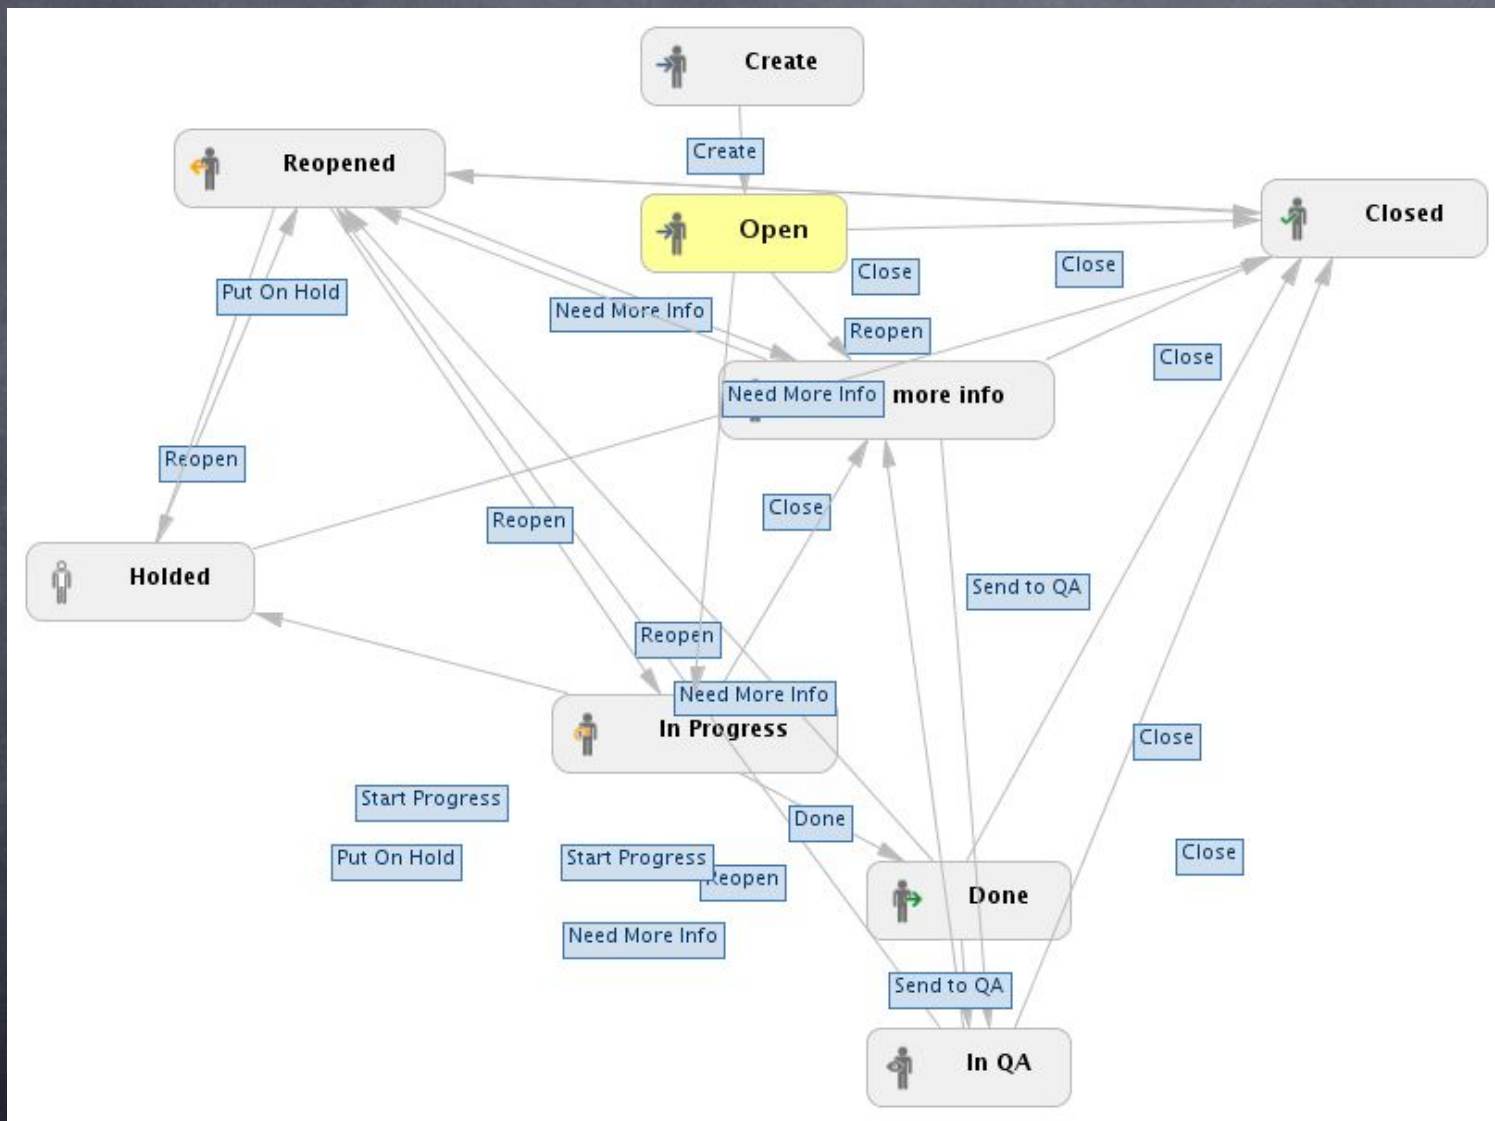 Create
Create
Reopened
Closed
Open
Close
Close
Put On Hold
Need More Info
Reopen
Close
Need More Info
more info
Reopen
Close
Reopen
Holded
Send to QA
Reopen
Need More Info
In Progress
Close
Start Progress
Done
Put On Hold
Start Progress
Close
Reopen
Done
Need More Info
Send to QA
In QA